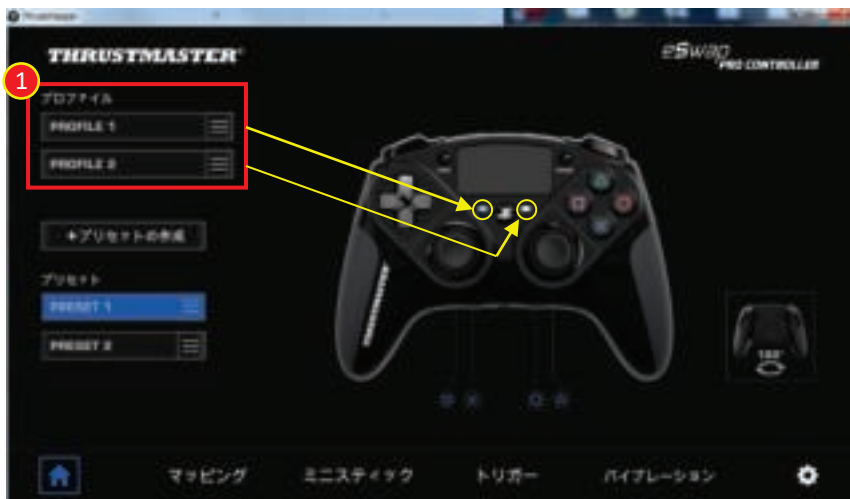 Thrustmaster
THRUSTMASTER
eSwap
PRO CONTROLLER
1
プロファイル
PROFILE 1
PROFILE 2
+プリセットの作成
プリセット
PRESET 1
PRESET 2
180°
マッピング
ミニスティック
トリガー
バイブレーション